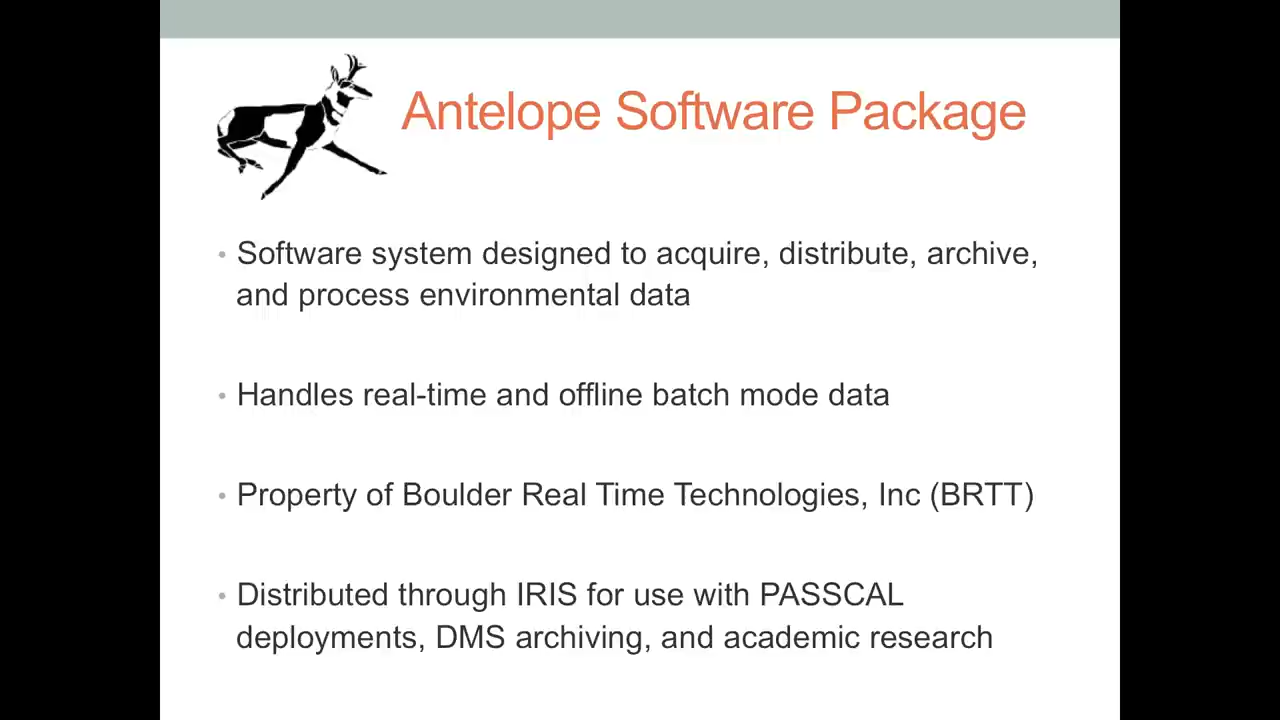 Antelope Software Package
• Software system designed to acquire, distribute, archive,
and process environmental data
• Handles real-time and offline batch mode data
• Property of Boulder Real Time Technologies, Inc (BRTT)
• Distributed through IRIS for use with PASSCAL
deployments, DMS archiving, and academic research